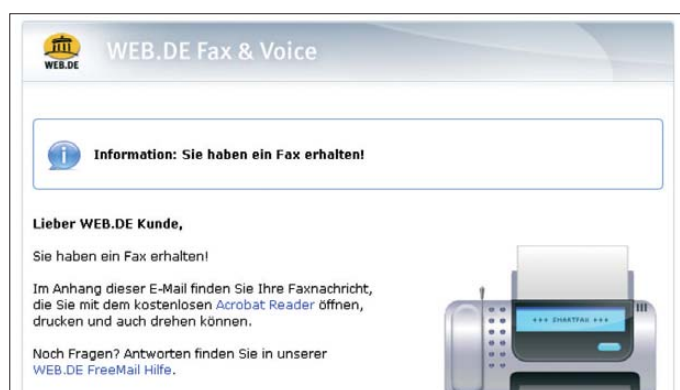 WEB.DE
WEB.DE Fax & Voice
Information: Sie haben ein Fax erhalten!
Lieber WEB.DE Kunde,
Sie haben ein Fax erhalten!
Im Anhang dieser E-Mail finden Sie Ihre Faxnachricht,
die Sie mit dem kostenlosen Acrobat Reader öffnen,
drucken und auch drehen können.
+++ SMARTFAX +++
Noch Fragen? Antworten finden Sie in unserer
WEB.DE FreeMail Hilfe.